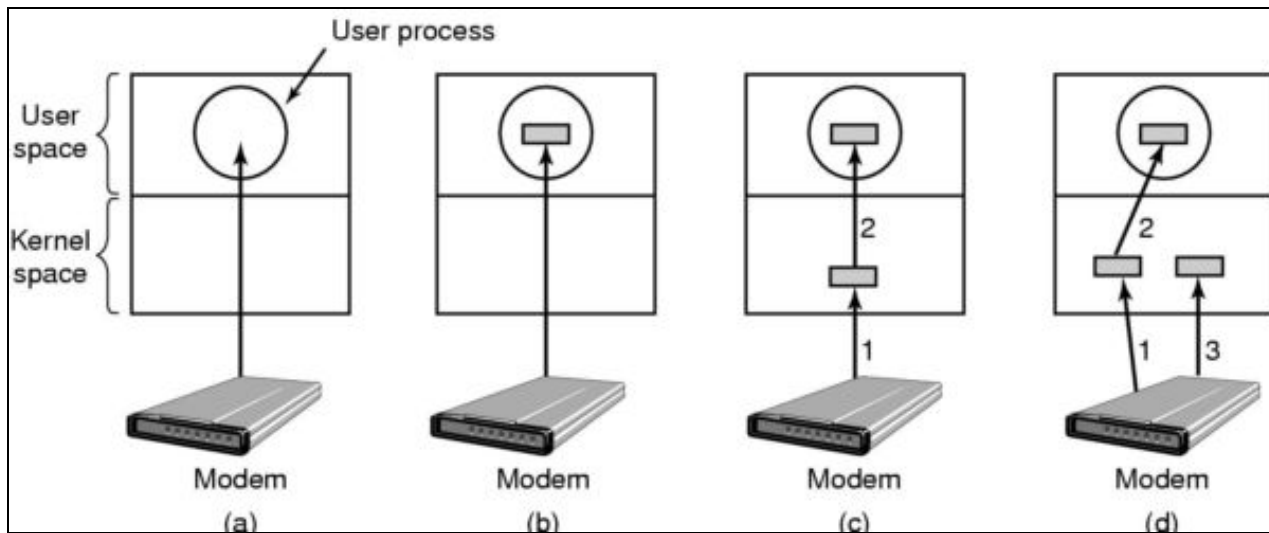 User process
User
space
Kernel
space
2
1
2
1
3
Modem
Modem
Modem
Modem
(a)
(b)
(c)
(d)